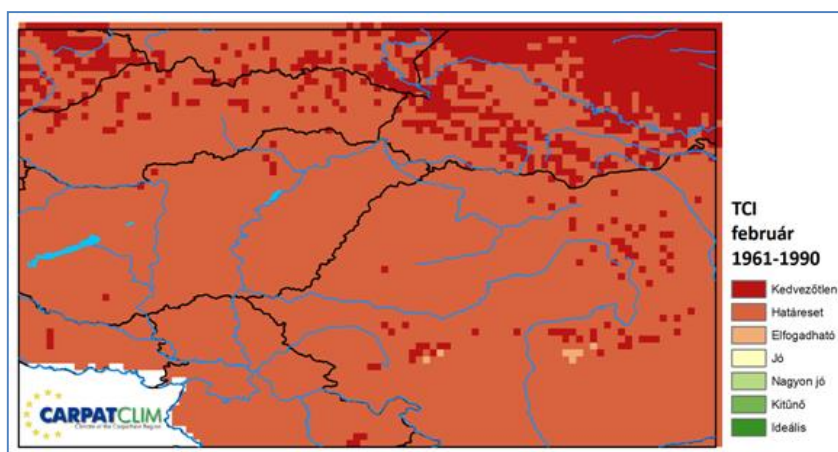 TCI
február
1961-1990
Kedvezőtlen
Határeset
Elfogadható
Jó
Nagyon jó
Kitűnő
Ideális
CARPATCLIM
Climate of the Carpathian Region